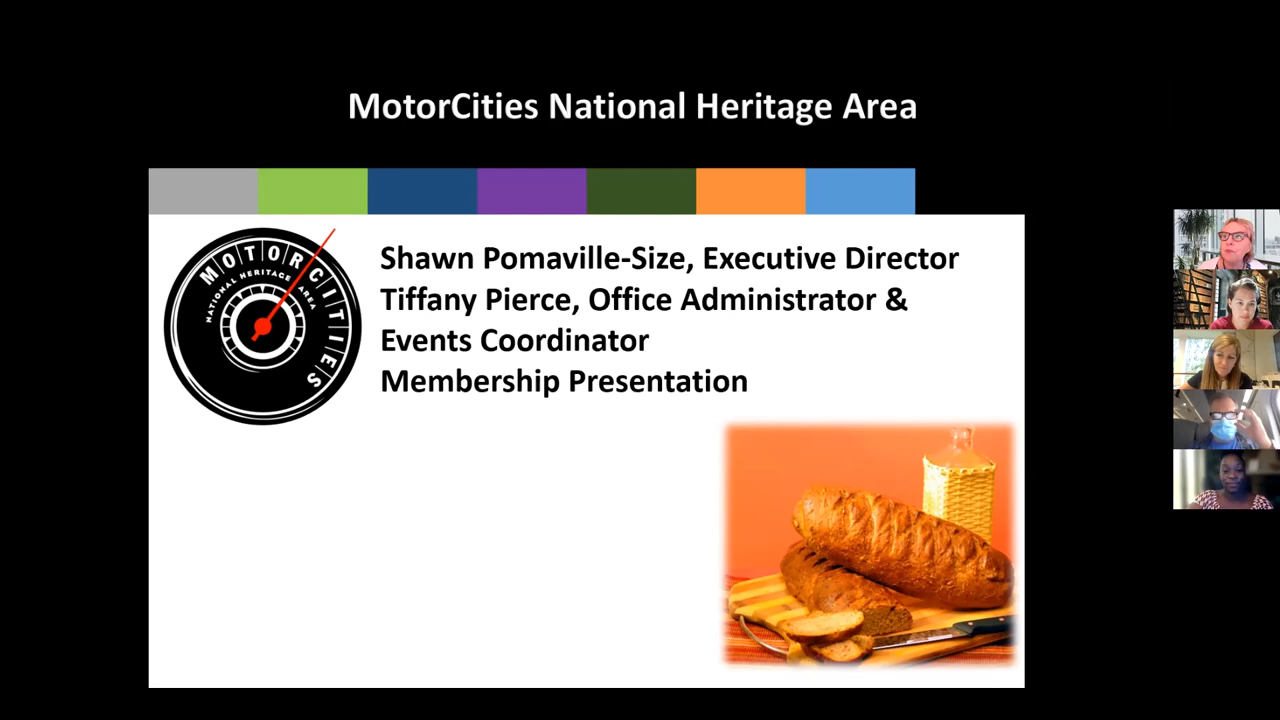 MotorCities National Heritage Area
MOTORCITIES
NATIONAL HERITAGE AREA
Shawn Pomaville-Size, Executive Director
Tiffany Pierce, Office Administrator &
Events Coordinator
Membership Presentation